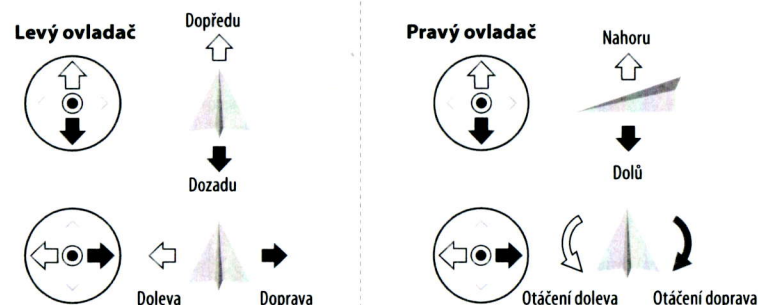 Levý ovladač
Dopředu
Dozadu
Doleva
Doprava
Pravý ovladač
Nahoru
Dolů
Otáčení doleva
Otáčení doprava